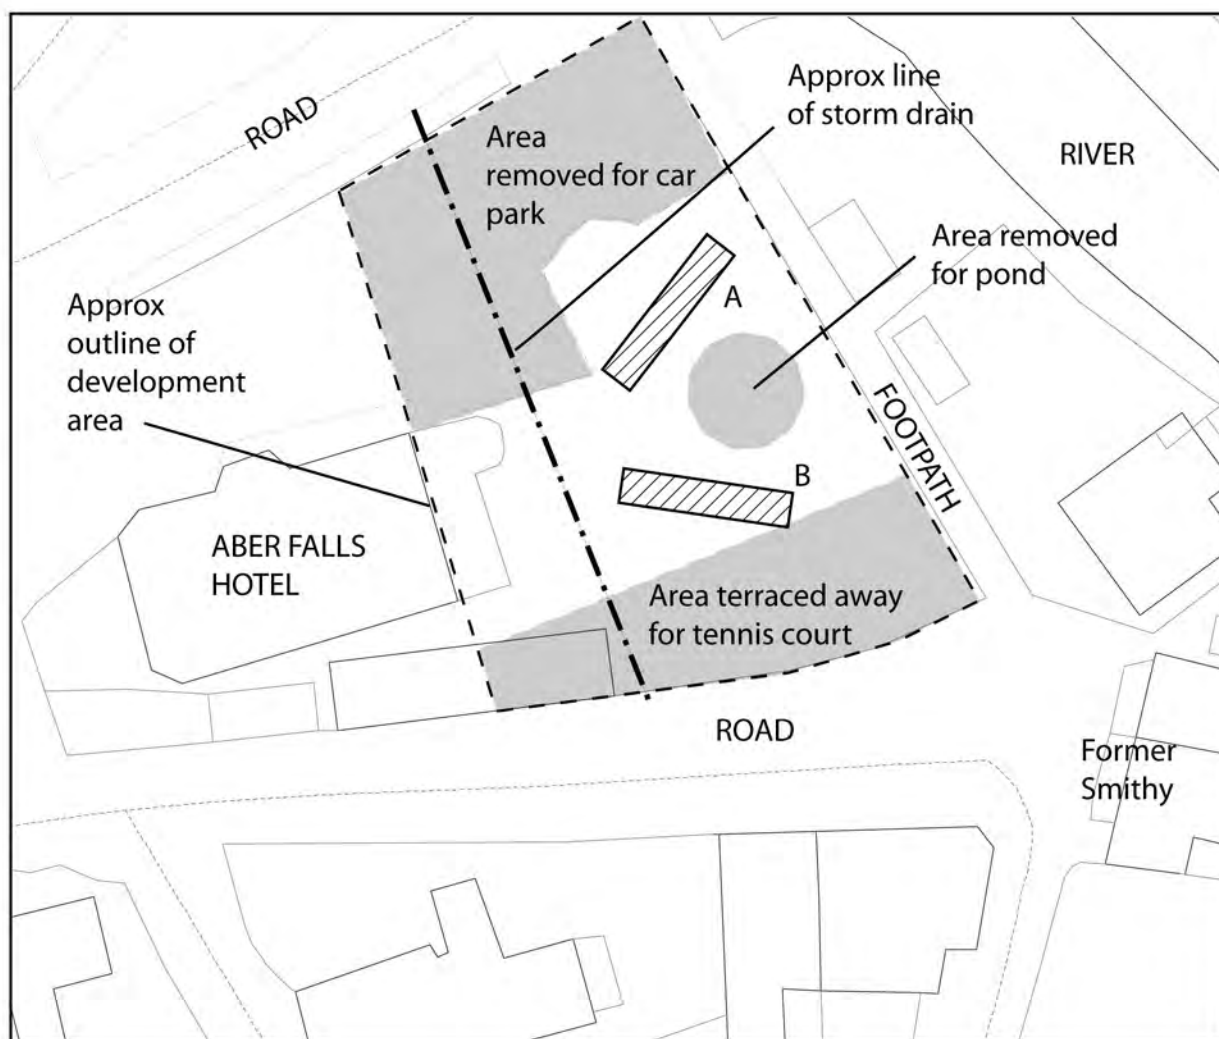 ROAD
Area
removed for car
park
Approx line
of storm drain
RIVER
Area removed
for pond
Approx
outline of
development
area
A
FOOTPATH
B
ABER FALLS
HOTEL
Area terraced away
for tennis court
ROAD
Former
Smithy